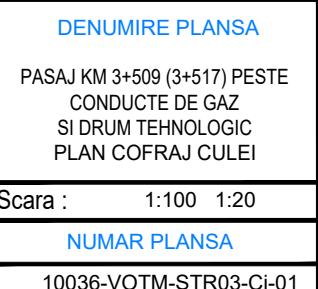 DENUMIRE PLANSA
PASAJ KM 3+509 (3+517) PESTE
CONDUCTE DE GAZ
SI DRUM TEHNOLOGIC
PLAN COFRAJ CULEI
Scara : 1:100 1:20
NUMAR PLANSA
10036-VOTM-STR03-Ci-01